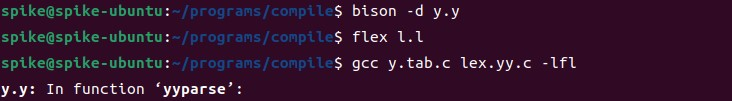 spike@spike-ubuntu:~/programs/compile$ bison -d y.y
spike@spike-ubuntu:~/programs/compile$ flex l.l
spike@spike-ubuntu:~/programs/compile$ gcc y.tab.c lex.yy.c -lfl
y.y: In function ‘yyparse’: